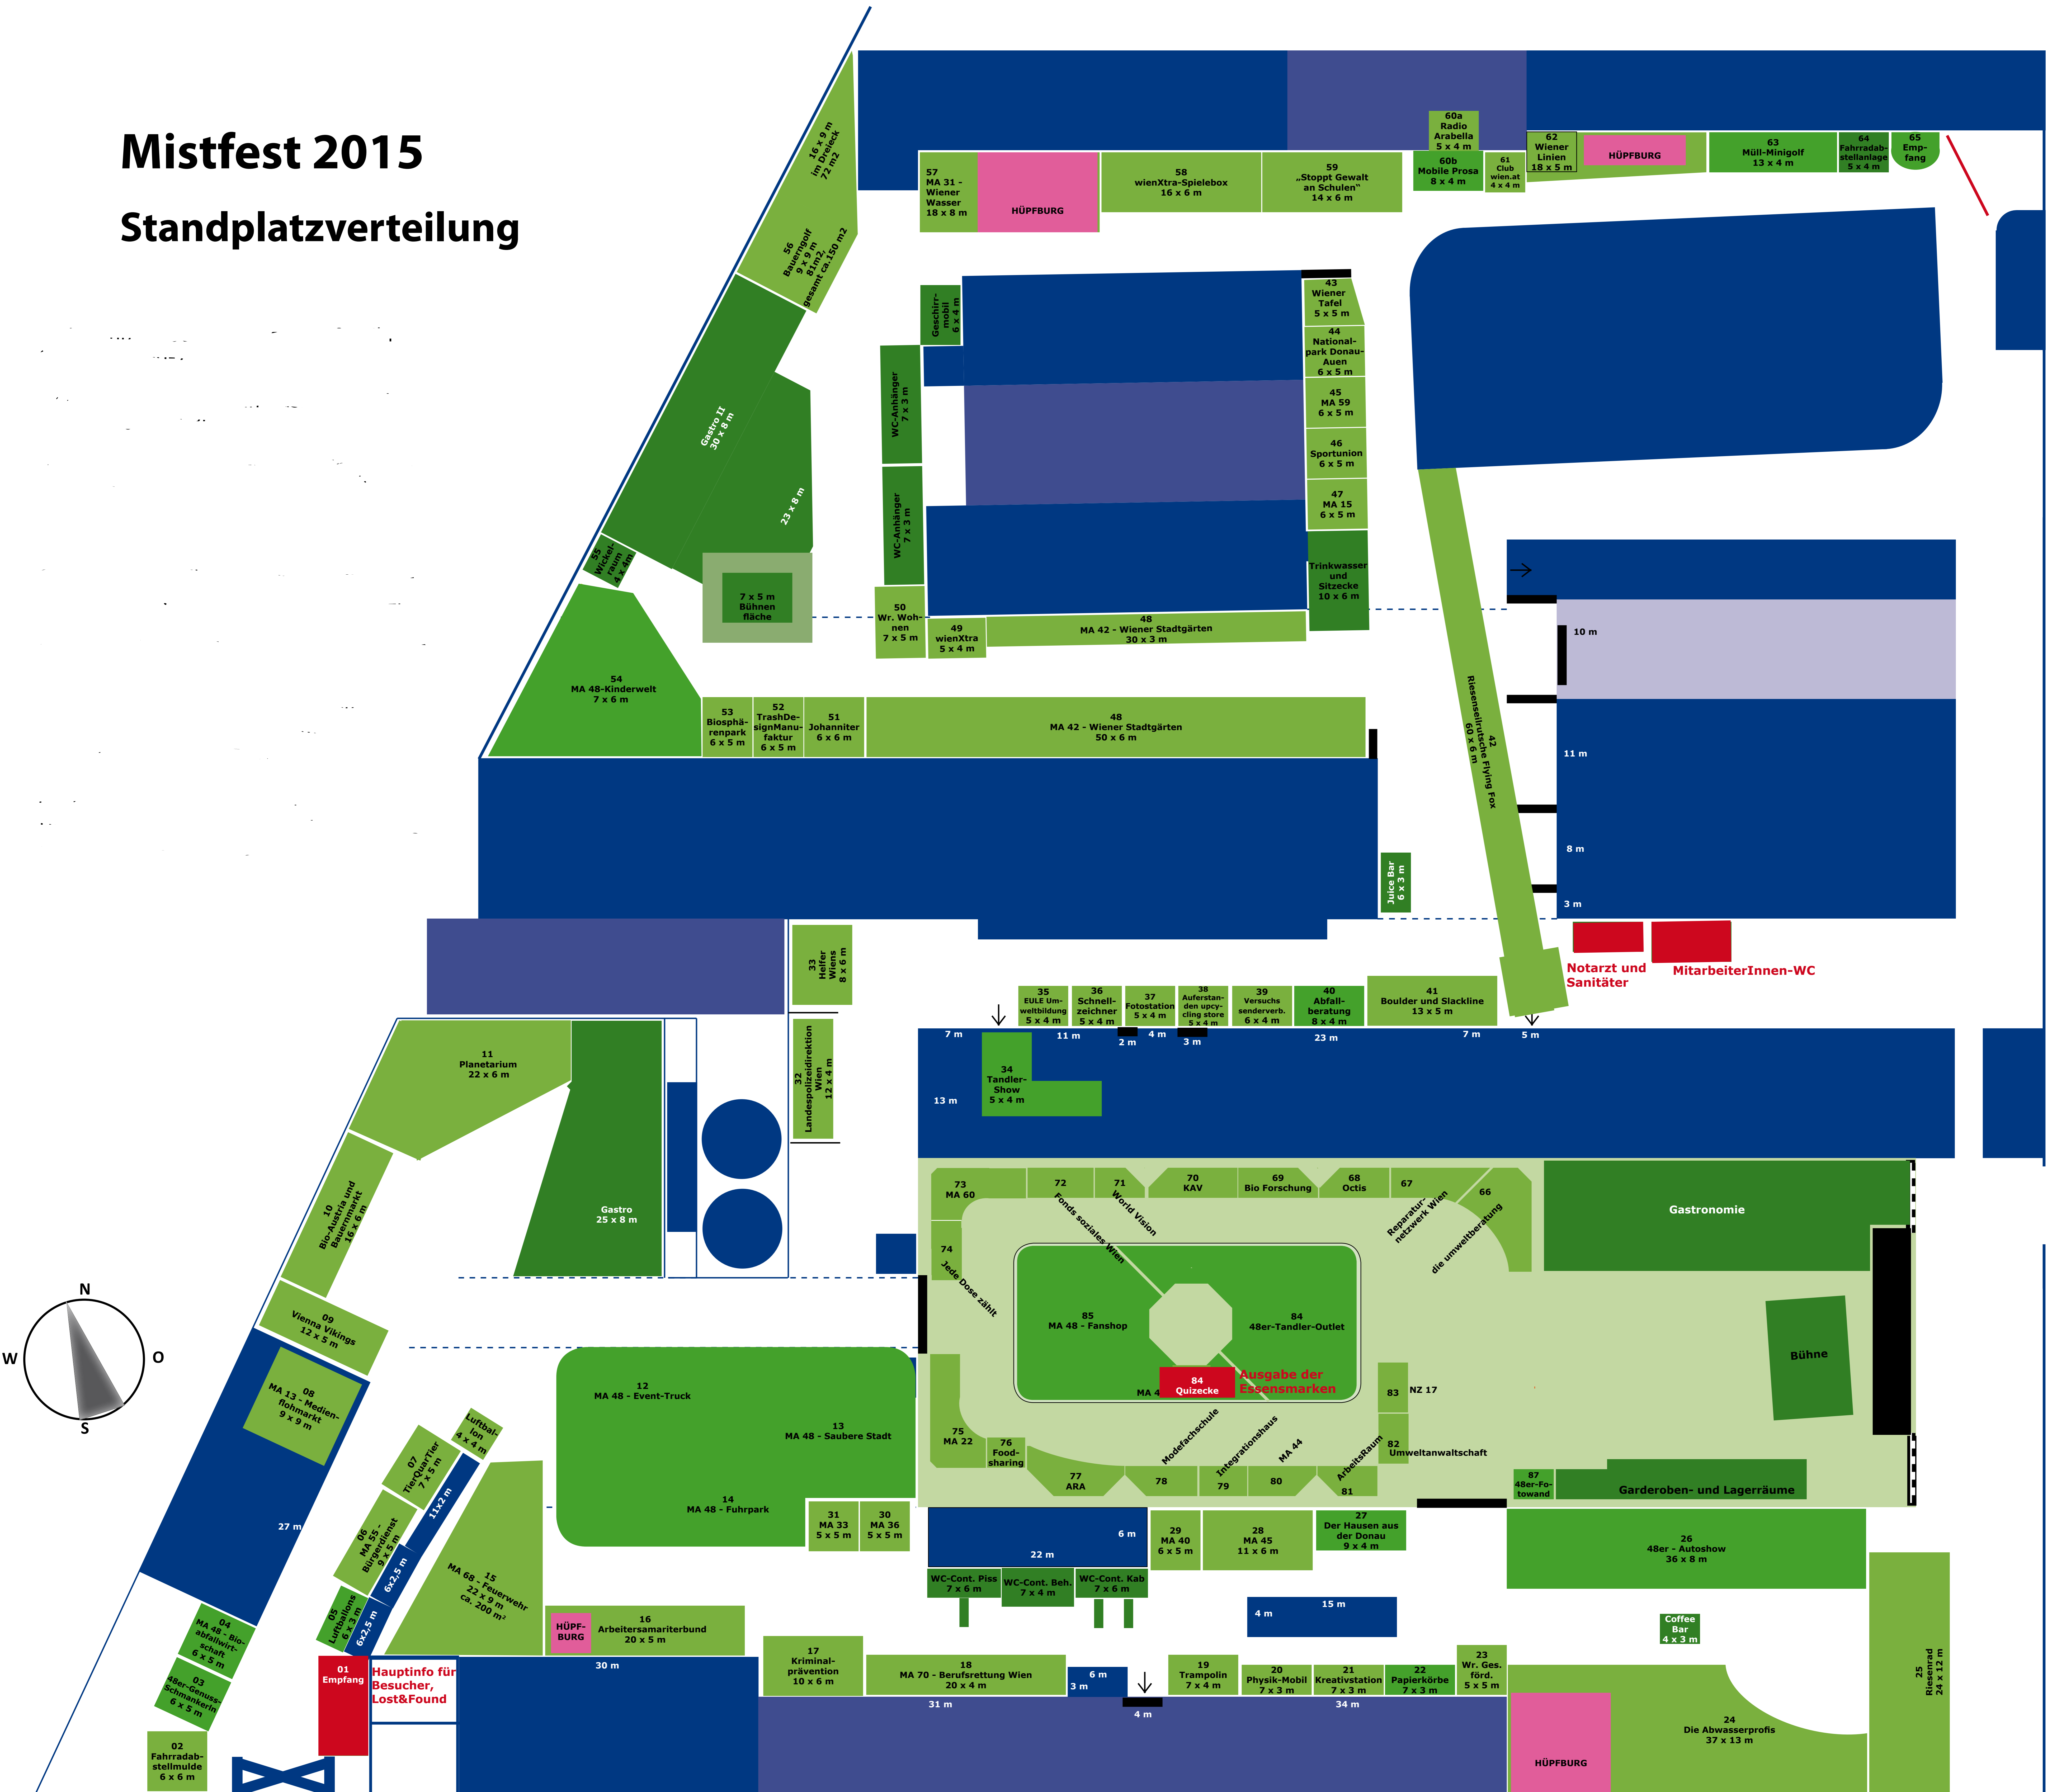 Mistfest 2015
Standplatzverteilung
16 x 9 m
im Dreieck
72 m2
56
Bauerngolf
9 x 9 m
81m2,
gesamt ca.150 m2
57
MA 31 -
Wiener
Wasser
18 x 8 m
HÜPFBURG
58
wienXtra-Spielebox
16 x 6 m
59
„Stoppt Gewalt
an Schulen“
14 x 6 m
60a
Radio
Arabella
5 x 4 m
60b
Mobile Prosa
8 x 4 m
61
Club
wien.at
4 x 4 m
62
Wiener
Linien
18 x 5 m
HÜPFBURG
63
Müll-Minigolf
13 x 4 m
64
Fahrradab-
stellanlage
5 x 4 m
65
Emp-
fang
Geschirr-
mobil
6 x 4 m
WC-Anhänger
7 x 3 m
WC-Anhänger
7 x 3 m
43
Wiener
Tafel
5 x 5 m
44
National-
park Donau-
Auen
6 x 5 m
45
MA 59
6 x 5 m
46
Sportunion
6 x 5 m
47
MA 15
6 x 5 m
Trinkwasser
und
Sitzecke
10 x 6 m
Gastro II
30 x 8 m
23 x 8 m
55
Wickel-
raum
4 x 4m
7 x 5 m
Bühnen
fläche
50
Wr. Woh-
nen
7 x 5 m
49
wienXtra
5 x 4 m
48
MA 42 - Wiener Stadtgärten
30 x 3 m
54
MA 48-Kinderwelt
7 x 6 m
53
Biosphä-
renpark
6 x 5 m
52
TrashDe-
signManu-
faktur
6 x 5 m
51
Johanniter
6 x 6 m
48
MA 42 - Wiener Stadtgärten
50 x 6 m
42
Riesenseilrutsche Flying Fox
60 x 6 m
10 m
11 m
8 m
3 m
Juice Bar
6 x 3 m
Notarzt und
Sanitäter
MitarbeiterInnen-WC
33
Helfer
Wiens
8 x 6 m
32
Landespolizeidirektion
Wien
12 x 4 m
35
EULE Um-
weltbildung
5 x 4 m
36
Schnell-
zeichner
5 x 4 m
37
Fotostation
5 x 4 m
38
Auferstan-
den upcy-
cling store
5 x 4 m
39
Versuchs
senderverb.
6 x 4 m
40
Abfall-
beratung
8 x 4 m
41
Boulder und Slackline
13 x 5 m
7 m
11 m
2 m
4 m
3 m
23 m
7 m
5 m
13 m
34
Tandler-
Show
5 x 4 m
11
Planetarium
22 x 6 m
Gastro
25 x 8 m
10
Bio-Austria und
Bauernmarkt
16 x 6 m
09
Vienna Vikings
12 x 5 m
08
MA 13 - Medien-
flohmarkt
9 x 9 m
N
W
O
S
73
MA 60
72
Fonds soziales Wien
71
World Vision
70
KAV
69
Bio Forschung
68
Octis
67
Reparatur-
netzwerk Wien
66
die umweltberatung
74
Jede Dose zählt
85
MA 48 - Fanshop
84
48er-Tandler-Outlet
MA 4
84
Quizecke
Ausgabe der
Essensmarken
75
MA 22
76
Food-
sharing
77
ARA
78
Modefachschule
79
Integrationshaus
80
MA 44
81
ArbeitsRaum
82
Umweltanwaltschaft
83
NZ 17
Gastronomie
Bühne
87
48er-Fo-
towand
Garderoben- und Lagerräume
12
MA 48 - Event-Truck
13
MA 48 - Saubere Stadt
14
MA 48 - Fuhrpark
31
MA 33
5 x 5 m
30
MA 36
5 x 5 m
6 m
22 m
29
MA 40
6 x 5 m
28
MA 45
11 x 6 m
27
Der Hausen aus
der Donau
9 x 4 m
26
48er - Autoshow
36 x 8 m
WC-Cont. Piss
7 x 6 m
WC-Cont. Beh.
7 x 4 m
WC-Cont. Kab
7 x 6 m
15 m
4 m
Coffee
Bar
4 x 3 m
25
Riesenrad
24 x 12 m
27 m
Luftbal-
lon
4 x 4 m
07
TierQuarTier
7 x 5 m
11x2 m
06
MA 55 -
Bürgerdienst
9 x 5 m
6x2,5 m
05
Luftballons
6 x 3 m
6x2,5 m
15
MA 68 - Feuerwehr
22 x 9 m
ca. 200 m²
HÜPF-
BURG
16
Arbeitersamariterbund
20 x 5 m
30 m
17
Kriminal-
prävention
10 x 6 m
18
MA 70 - Berufsrettung Wien
20 x 4 m
6 m
3 m
31 m
4 m
34 m
19
Trampolin
7 x 4 m
20
Physik-Mobil
7 x 3 m
21
Kreativstation
7 x 3 m
22
Papierkörbe
7 x 3 m
23
Wr. Ges.
förd.
5 x 5 m
24
Die Abwasserprofis
37 x 13 m
HÜPFBURG
04
MA 48 - Bio-
abfallwirt-
schaft
6 x 5 m
03
48er-Genuss-
Schmankerln
6 x 5 m
02
Fahrradab-
stellmulde
6 x 6 m
01
Empfang
Hauptinfo für
Besucher,
Lost&Found